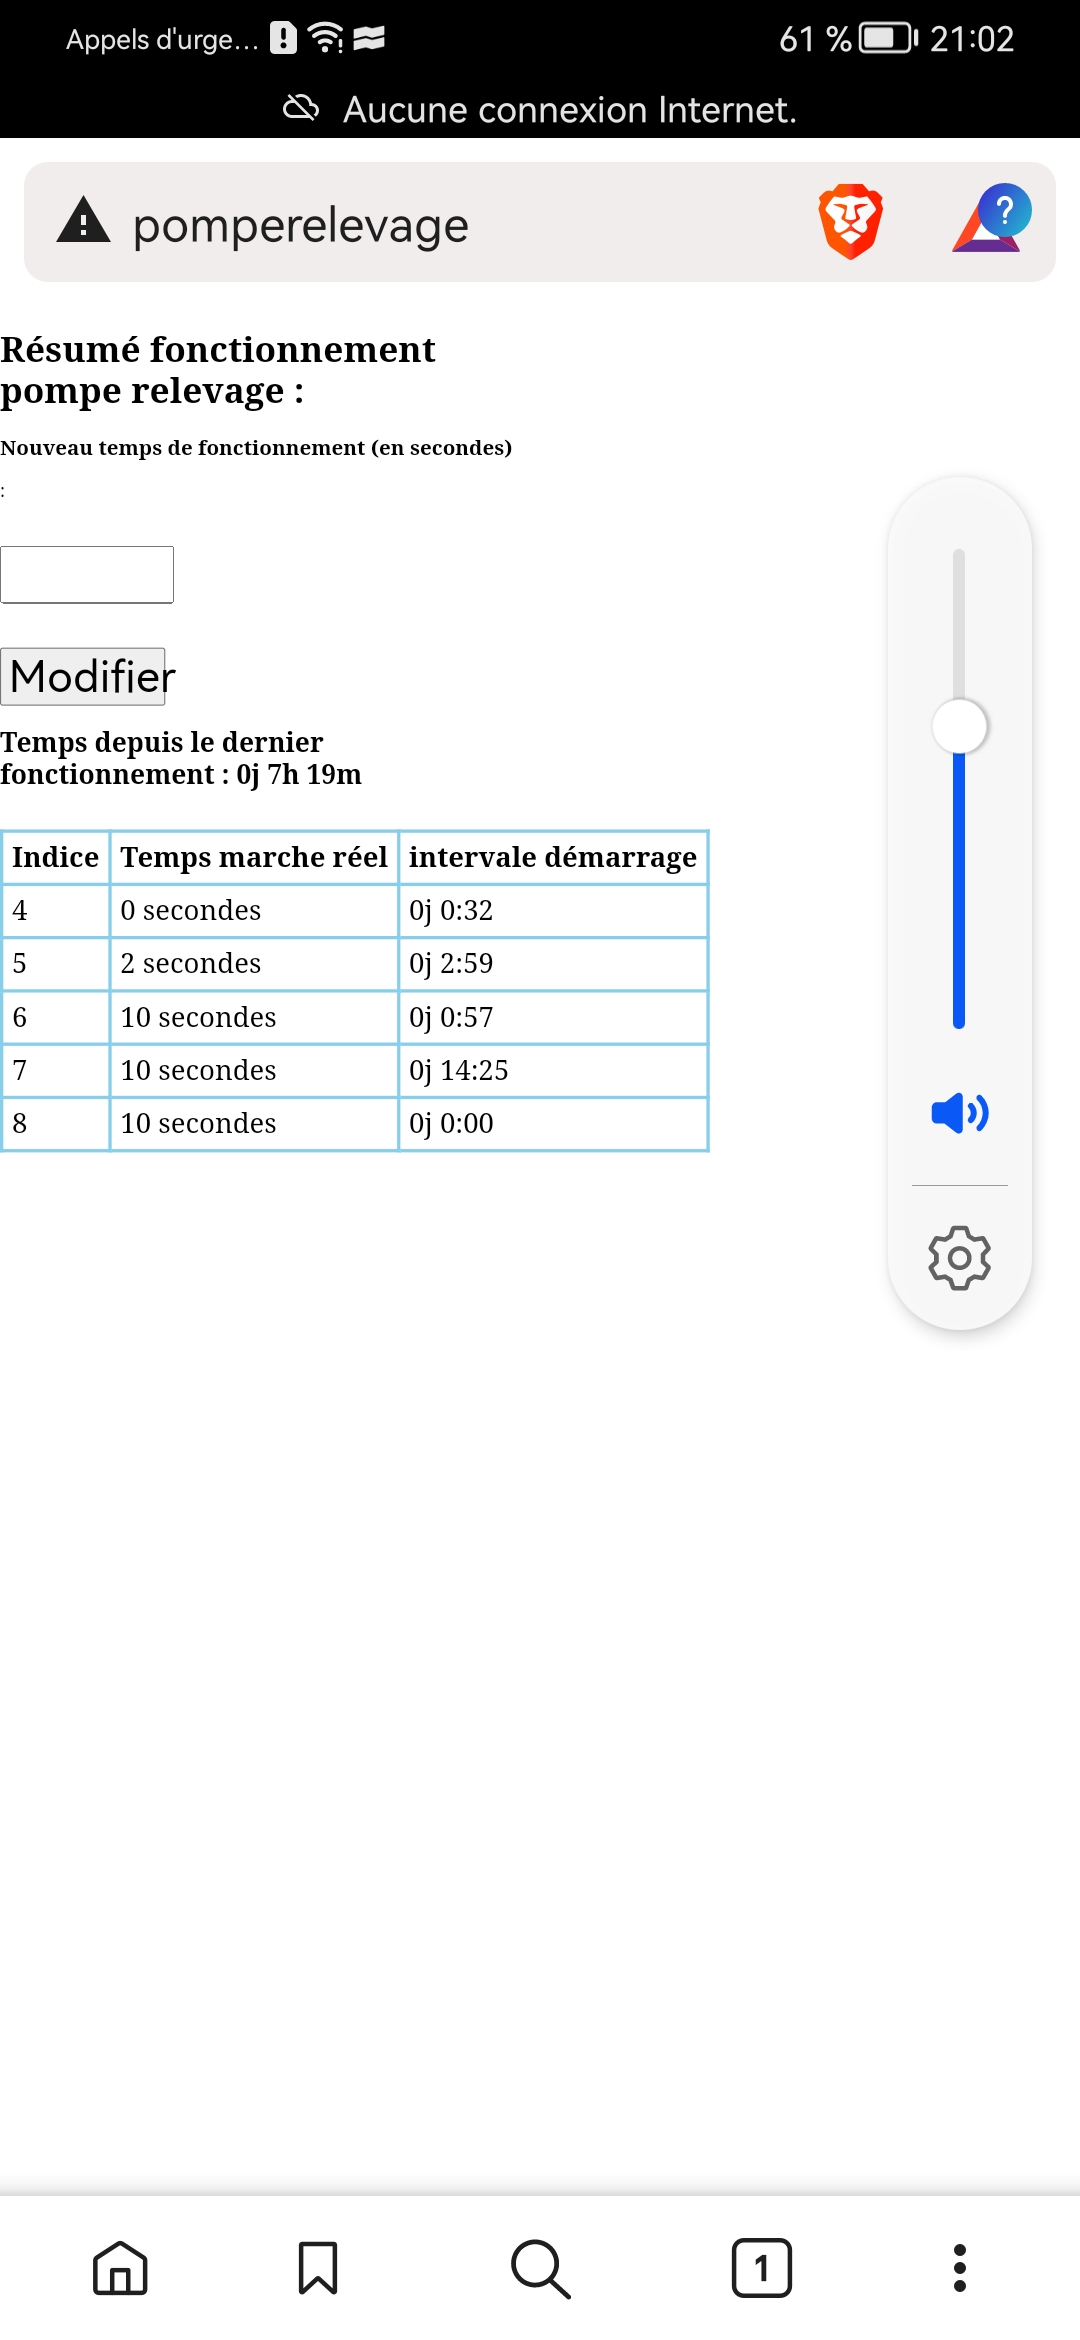 Appels d'urge... 61 % 21:02
Aucune connexion Internet.
pomperelevage
Résumé fonctionnement
pompe relevage :
Nouveau temps de fonctionnement (en secondes)
:
Modifier
Temps depuis le dernier
fonctionnement : 0j 7h 19m
Indice Temps marche réel intervale démarrage
4 0 secondes 0j 0:32
5 2 secondes 0j 2:59
6 10 secondes 0j 0:57
7 10 secondes 0j 14:25
8 10 secondes 0j 0:00
1